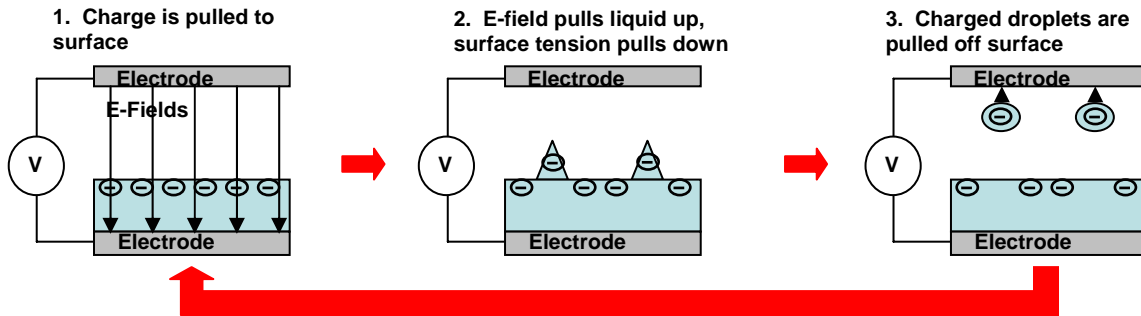 1. Charge is pulled to
surface
Electrode
E-Fields
V
Electrode
2. E-field pulls liquid up,
surface tension pulls down
Electrode
V
Electrode
3. Charged droplets are
pulled off surface
Electrode
V
Electrode